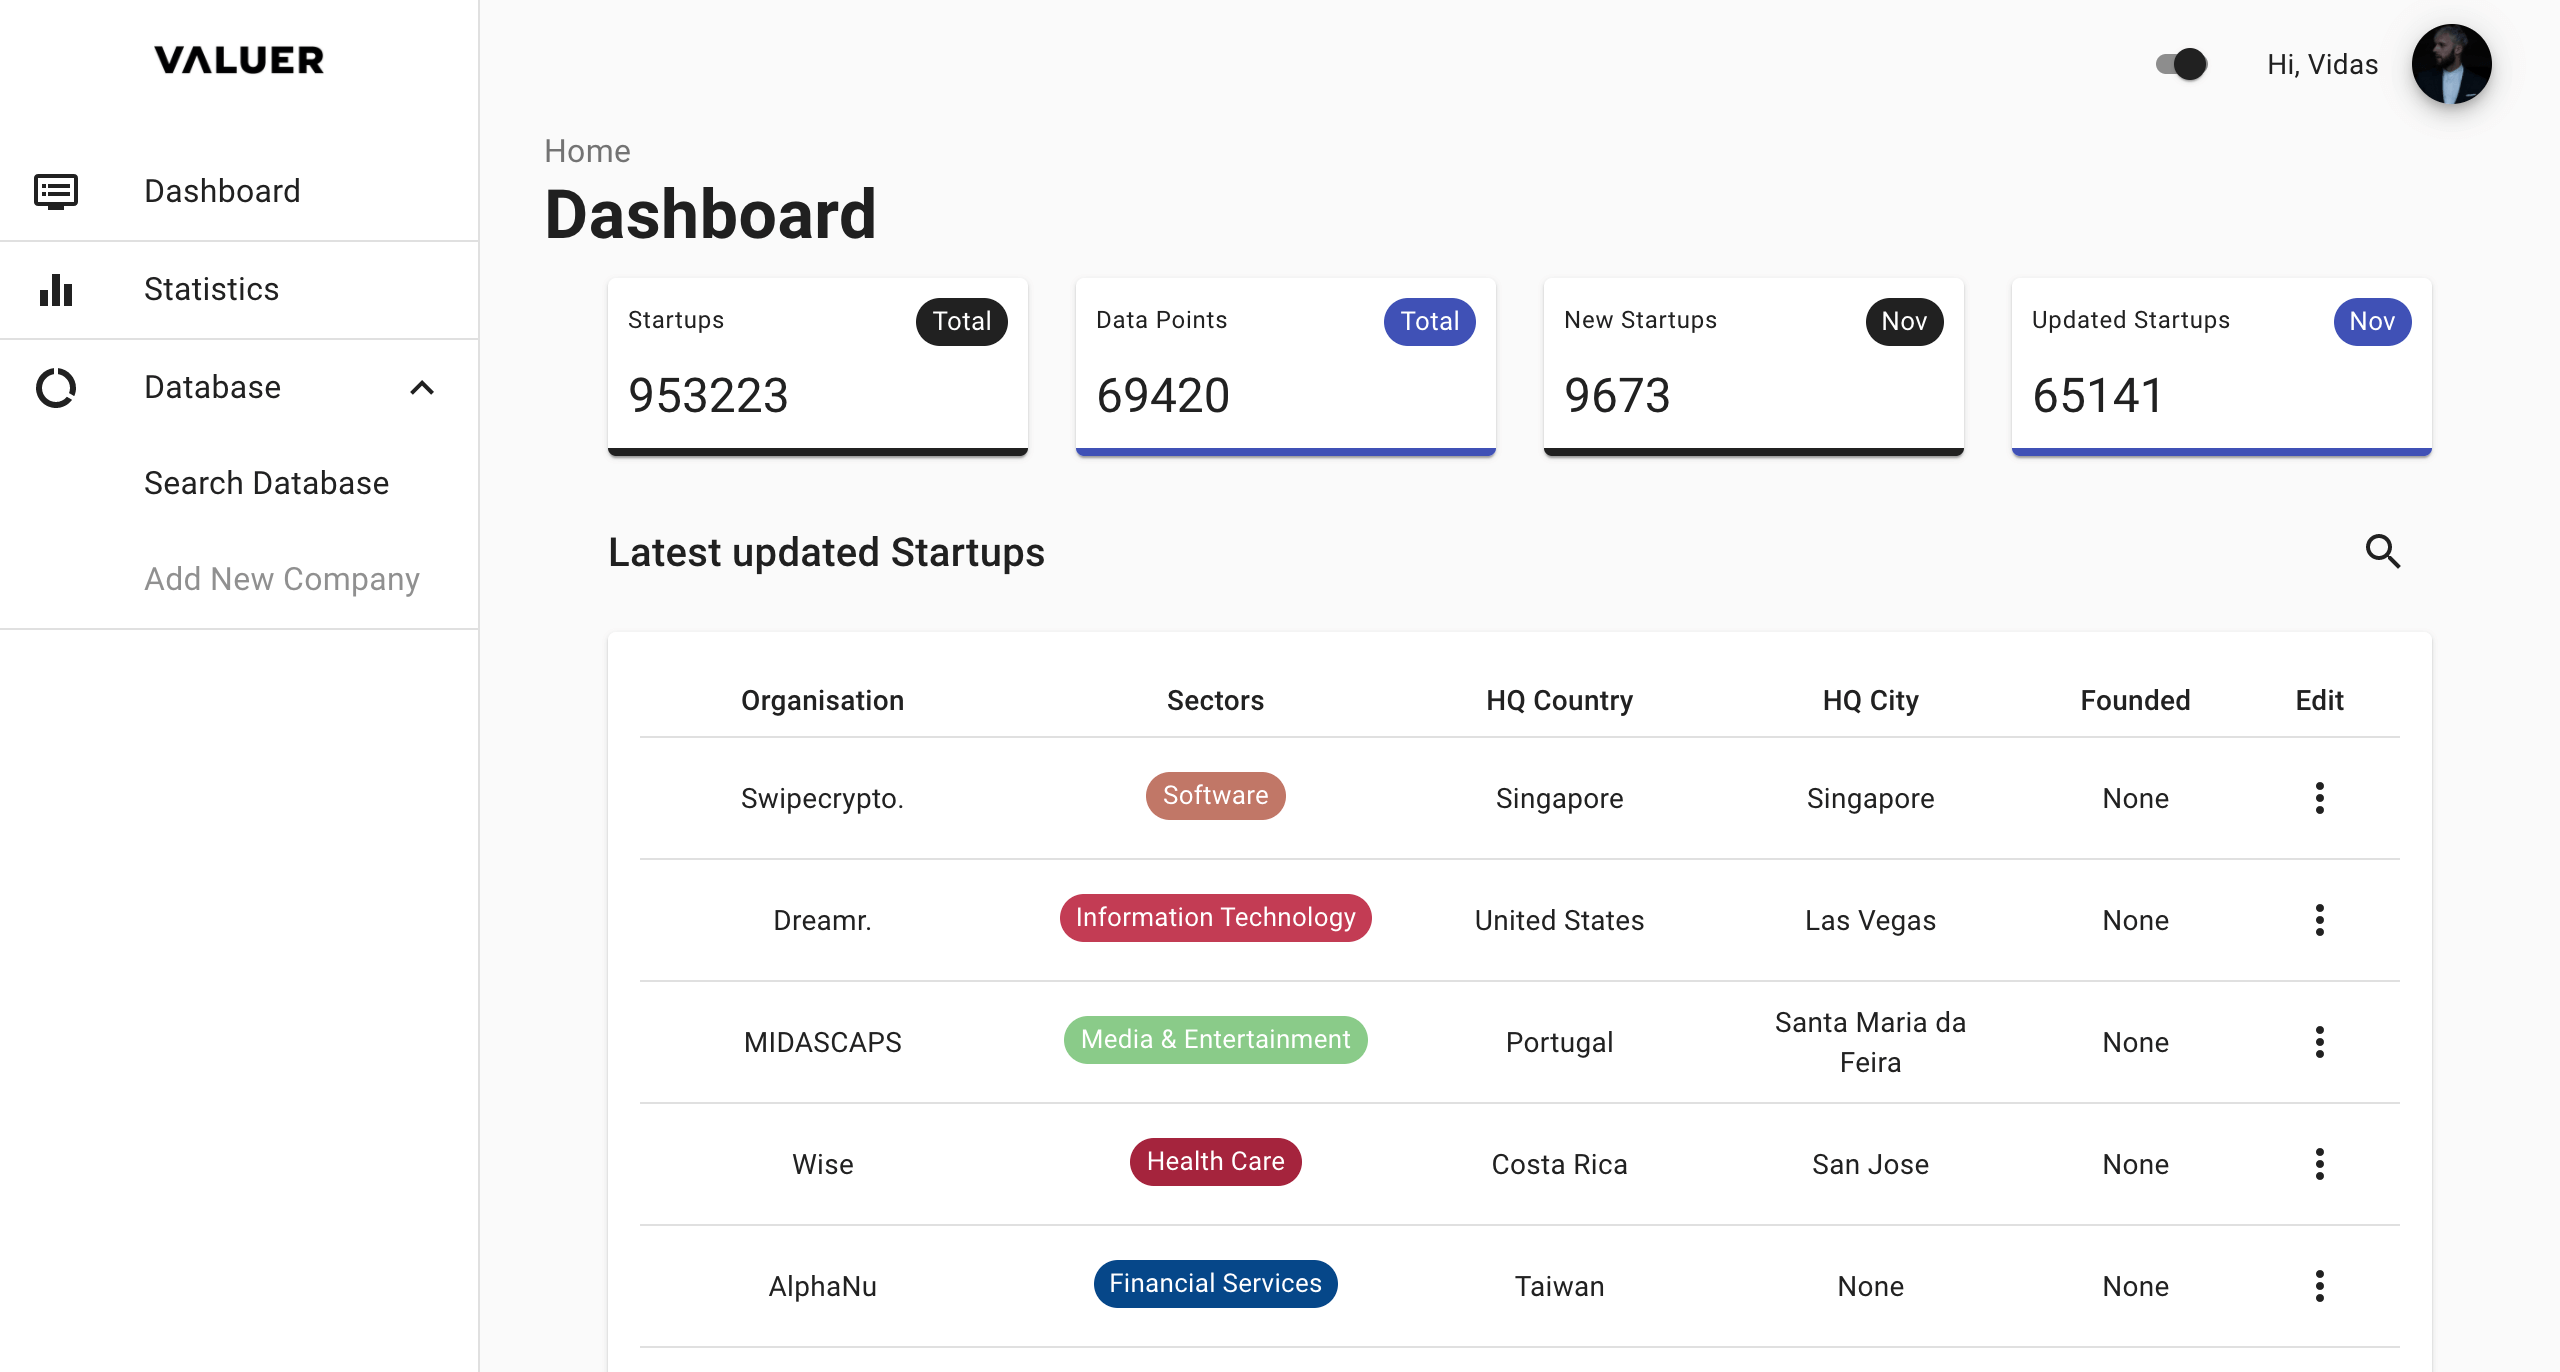 VALUER
Dashboard
Statistics
Database
Search Database
Add New Company
Hi, Vidas
Home
Dashboard
Startups Total
953223
Data Points Total
69420
New Startups Nov
9673
Updated Startups Nov
65141
Latest updated Startups
Organisation Sectors HQ Country HQ City Founded Edit
Swipecrypto. Software Singapore Singapore None
Dreamr. Information Technology United States Las Vegas None
MIDASCAPS Media & Entertainment Portugal Santa Maria da Feira None
Wise Health Care Costa Rica San Jose None
AlphaNu Financial Services Taiwan None None